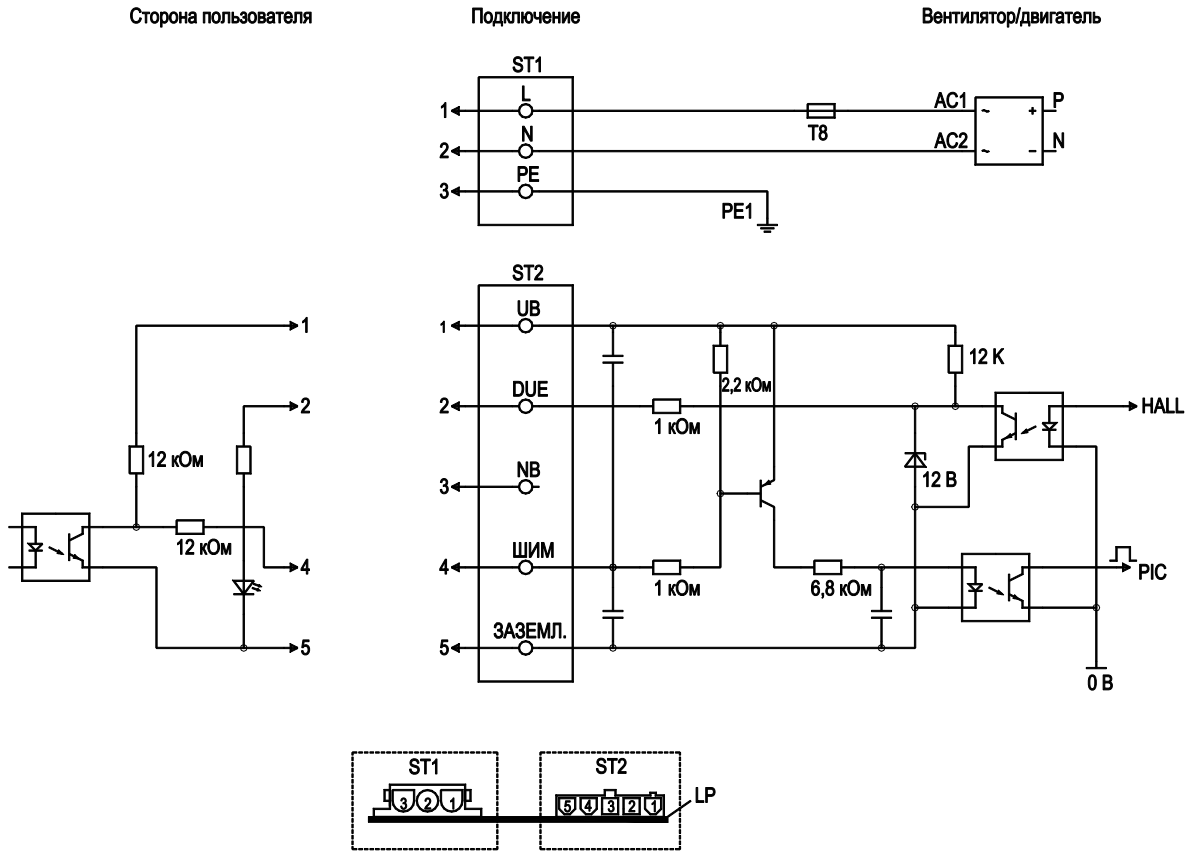 Сторона пользователя Подключение Вентилятор/двигатель
ST1
L
1 AC1 ~ + P
T8
N
2 AC2 ~ – N
PE
3
PE1
ST2
UB
1 1
12 K
2,2 кОм
DUE
2 2 HALL
1 кОм
12 кОм
NB
3 12 В
12 кОм
ШИМ
4 4 PIC
1 кОм 6,8 кОм
ЗАЗЕМЛ.
5 5
0 В
ST1 ST2
LP
3 2 1 5 4 3 2 1